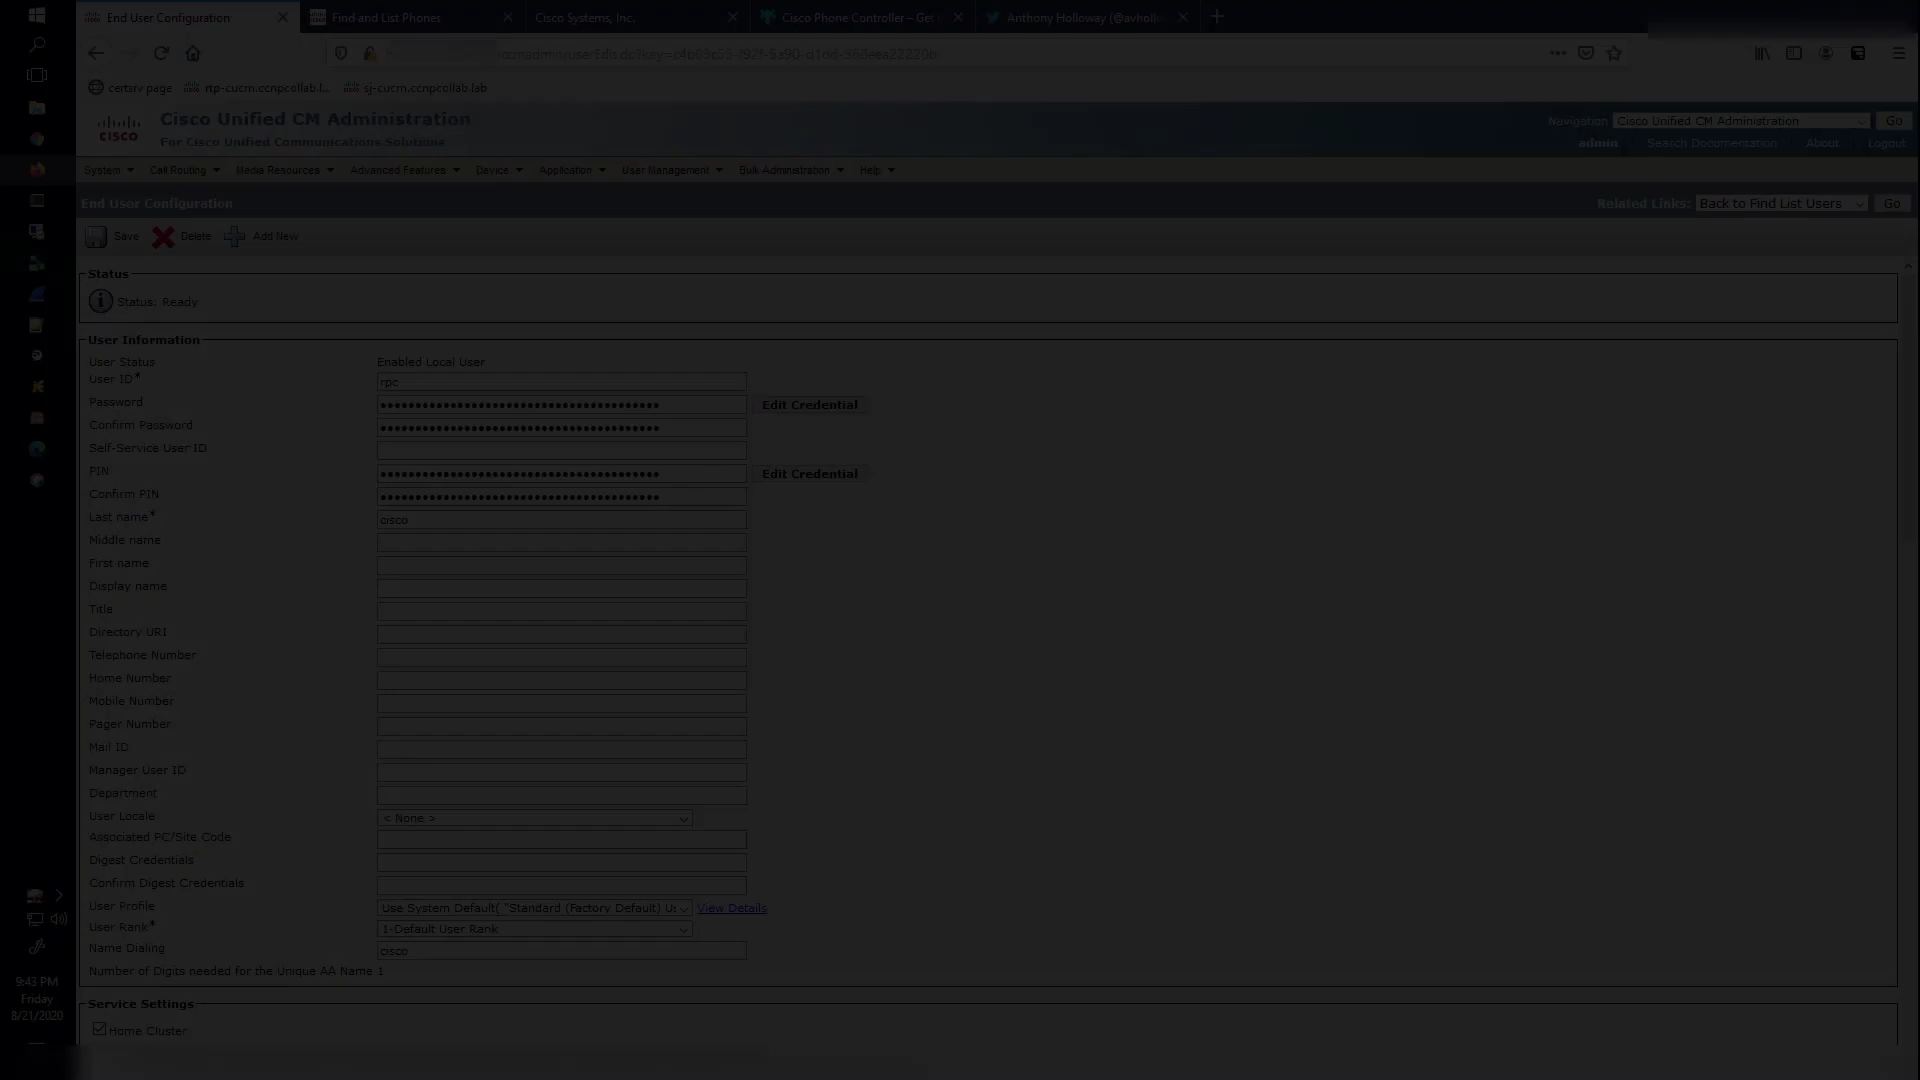 End User Configuration
Find and List Phones
Cisco Systems, Inc.
Cisco Phone Controller – Get
Anthony Holloway (@avholl
certsrv page
rtp-cucm.ccnpcollab.l...
sj-cucm.ccnpcollab.lab
cisco
Cisco Unified CM Administration
For Cisco Unified Communications Solutions
Navigation Cisco Unified CM Administration Go
admin Search Documentation About Logout
System Call Routing Media Resources Advanced Features Device Application User Management Bulk Administration Help
End User Configuration
Related Links: Back to Find List Users Go
Save Delete Add New
Status
Status: Ready
User Information
User Status Enabled Local User
User ID* rpc
Password Edit Credential
Confirm Password
Self-Service User ID
PIN Edit Credential
Confirm PIN
Last name* cisco
Middle name
First name
Display name
Title
Directory URI
Telephone Number
Home Number
Mobile Number
Pager Number
Mail ID
Manager User ID
Department
User Locale < None >
Associated PC/Site Code
Digest Credentials
Confirm Digest Credentials
User Profile Use System Default( "Standard (Factory Default) U View Details
User Rank* 1-Default User Rank
Name Dialing cisco
Number of Digits needed for the Unique AA Name 1
Service Settings
Home Cluster
9:43 PM
Friday
8/21/2020